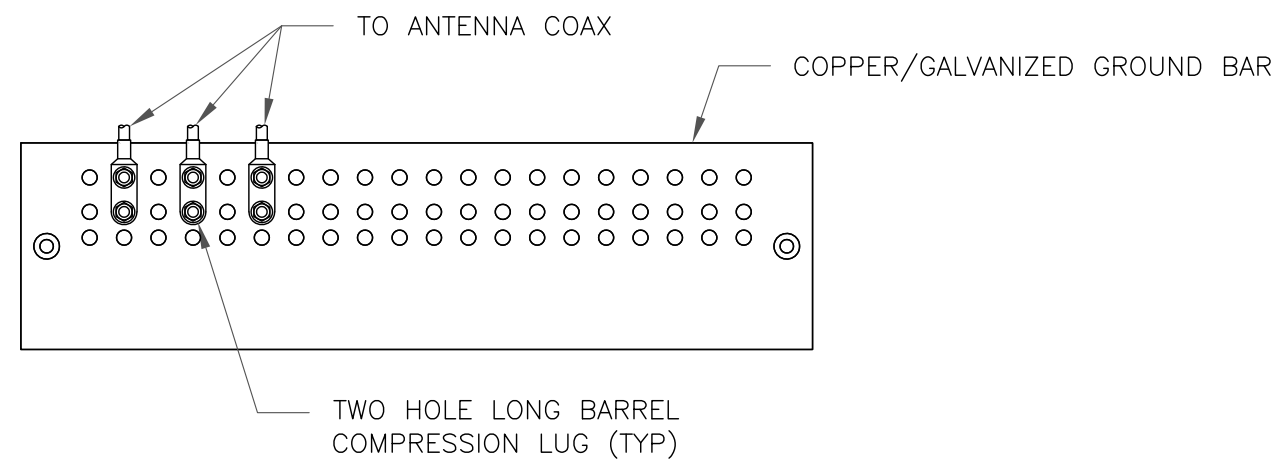 TO ANTENNA COAX
COPPER/GALVANIZED GROUND BAR
TWO HOLE LONG BARREL
COMPRESSION LUG (TYP)